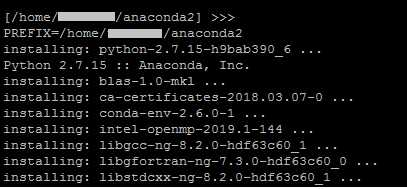 [/home/ /anaconda2] >>>
PREFIX=/home/ /anaconda2
installing: python-2.7.15-h9bab390_6 ...
Python 2.7.15 :: Anaconda, Inc.
installing: blas-1.0-mkl ...
installing: ca-certificates-2018.03.07-0 ...
installing: conda-env-2.6.0-1 ...
installing: intel-openmp-2019.1-144 ...
installing: libgcc-ng-8.2.0-hdf63c60_1 ...
installing: libgfortran-ng-7.3.0-hdf63c60_0 ...
installing: libstdcxx-ng-8.2.0-hdf63c60_1 ...